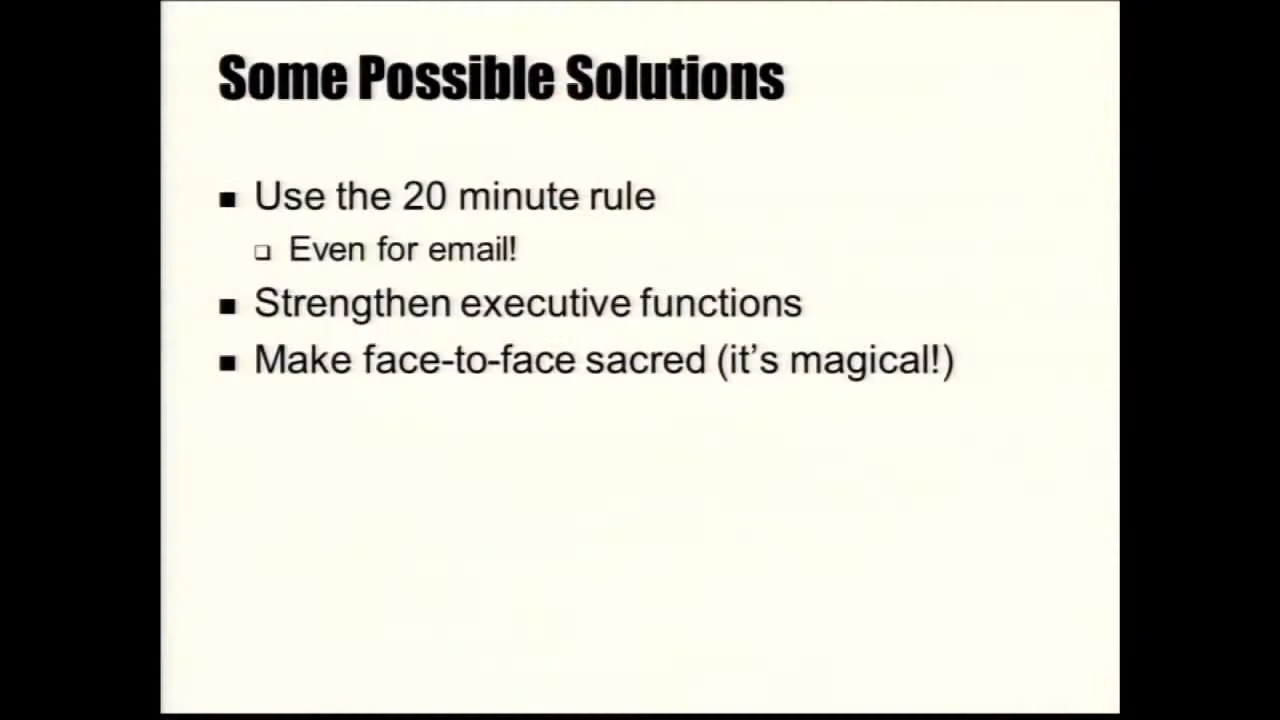 Some Possible Solutions
Use the 20 minute rule
Even for email!
Strengthen executive functions
Make face-to-face sacred (it’s magical!)